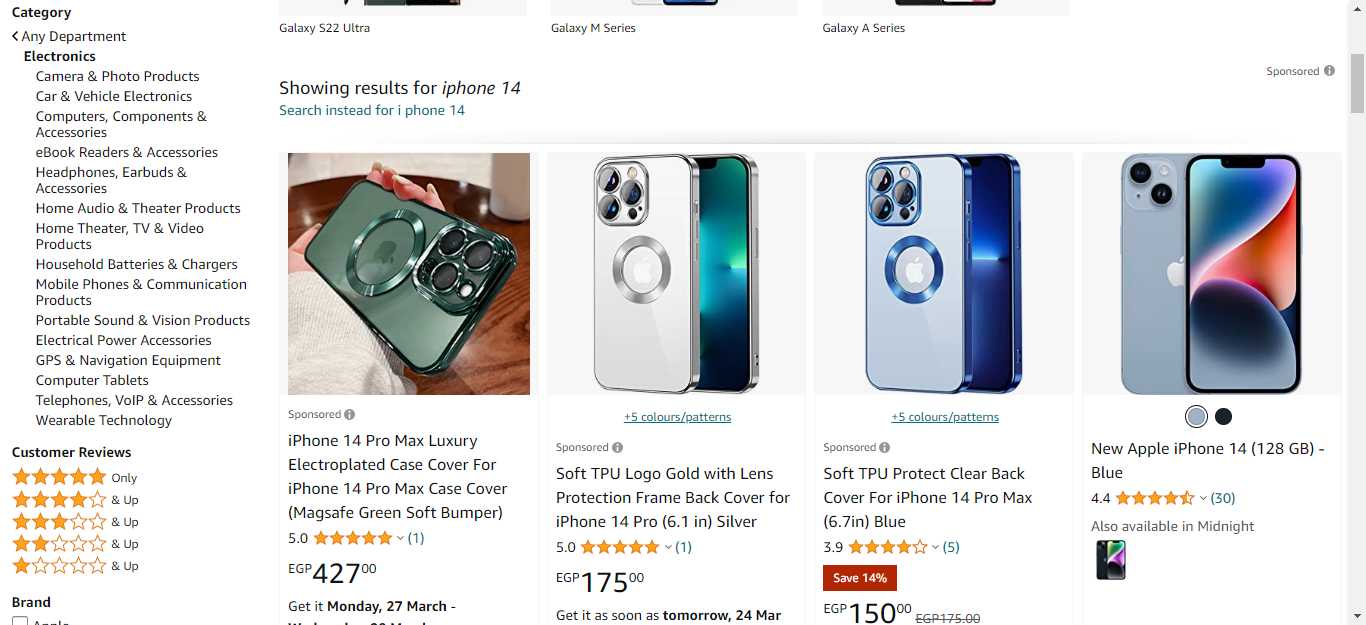 Category
Any Department
Electronics
Camera & Photo Products
Car & Vehicle Electronics
Computers, Components &
Accessories
eBook Readers & Accessories
Headphones, Earbuds &
Accessories
Home Audio & Theater Products
Home Theater, TV & Video
Products
Household Batteries & Chargers
Mobile Phones & Communication
Products
Portable Sound & Vision Products
Electrical Power Accessories
GPS & Navigation Equipment
Computer Tablets
Telephones, VoIP & Accessories
Wearable Technology
Customer Reviews
Only
& Up
& Up
& Up
& Up
Brand
Apple
Galaxy S22 Ultra
Galaxy M Series
Galaxy A Series
Sponsored
Showing results for iphone 14
Search instead for i phone 14
Sponsored
iPhone 14 Pro Max Luxury
Electroplated Case Cover For
iPhone 14 Pro Max Case Cover
(Magsafe Green Soft Bumper)
5.0 (1)
EGP42700
Get it Monday, 27 March -
+5 colours/patterns
Sponsored
Soft TPU Logo Gold with Lens
Protection Frame Back Cover for
iPhone 14 Pro (6.1 in) Silver
5.0 (1)
EGP17500
Get it as soon as tomorrow, 24 Mar
+5 colours/patterns
Sponsored
Soft TPU Protect Clear Back
Cover For iPhone 14 Pro Max
(6.7in) Blue
3.9 (5)
Save 14%
EGP15000 EGP175.00
New Apple iPhone 14 (128 GB) -
Blue
4.4 (30)
Also available in Midnight